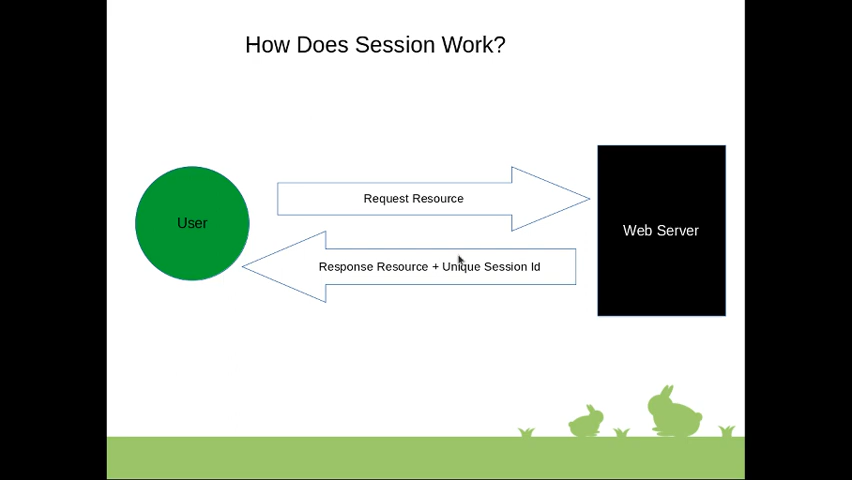 How Does Session Work?
Request Resource
User
Web Server
Response Resource + Unique Session Id